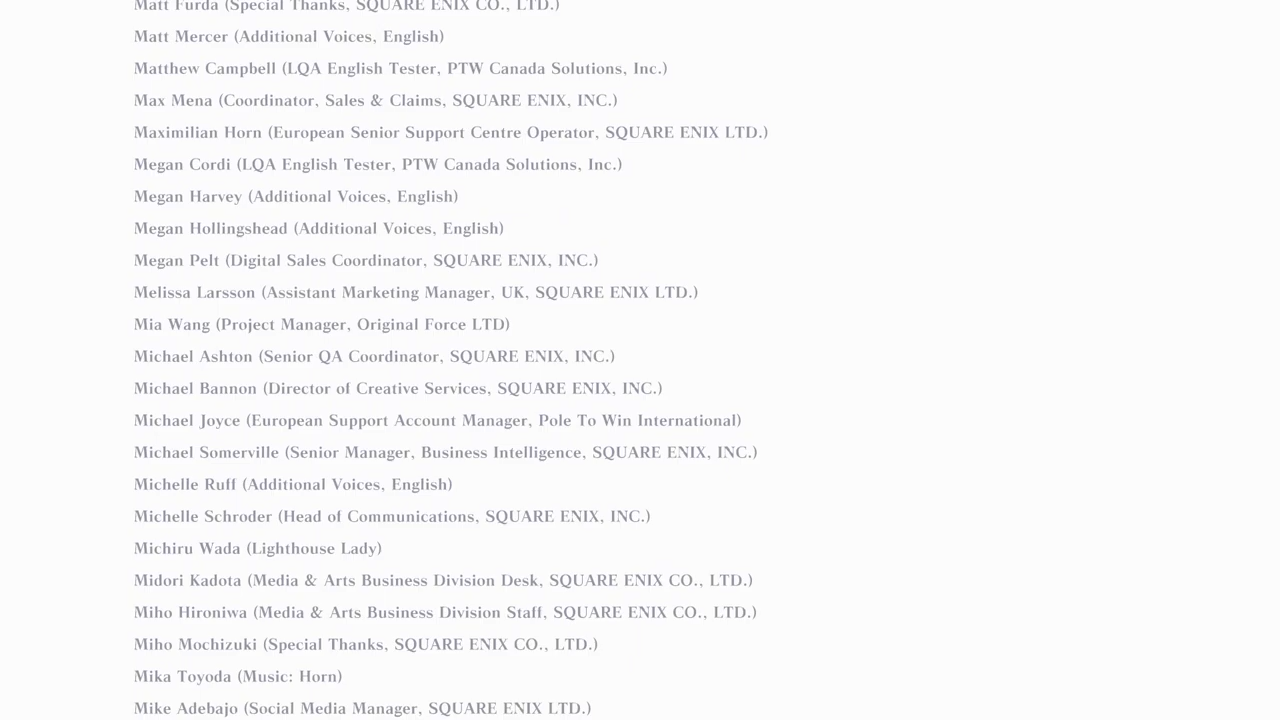 Matt Furda (Special Thanks, SQUARE ENIX CO., LTD.)
Matt Mercer (Additional Voices, English)
Matthew Campbell (LQA English Tester, PTW Canada Solutions, Inc.)
Max Mena (Coordinator, Sales & Claims, SQUARE ENIX, INC.)
Maximilian Horn (European Senior Support Centre Operator, SQUARE ENIX LTD.)
Megan Cordi (LQA English Tester, PTW Canada Solutions, Inc.)
Megan Harvey (Additional Voices, English)
Megan Hollingshead (Additional Voices, English)
Megan Pelt (Digital Sales Coordinator, SQUARE ENIX, INC.)
Melissa Larsson (Assistant Marketing Manager, UK, SQUARE ENIX LTD.)
Mia Wang (Project Manager, Original Force LTD)
Michael Ashton (Senior QA Coordinator, SQUARE ENIX, INC.)
Michael Bannon (Director of Creative Services, SQUARE ENIX, INC.)
Michael Joyce (European Support Account Manager, Pole To Win International)
Michael Somerville (Senior Manager, Business Intelligence, SQUARE ENIX, INC.)
Michelle Ruff (Additional Voices, English)
Michelle Schroder (Head of Communications, SQUARE ENIX, INC.)
Michiru Wada (Lighthouse Lady)
Midori Kadota (Media & Arts Business Division Desk, SQUARE ENIX CO., LTD.)
Miho Hironiwa (Media & Arts Business Division Staff, SQUARE ENIX CO., LTD.)
Miho Mochizuki (Special Thanks, SQUARE ENIX CO., LTD.)
Mika Toyoda (Music: Horn)
Mike Adebajo (Social Media Manager, SQUARE ENIX LTD.)